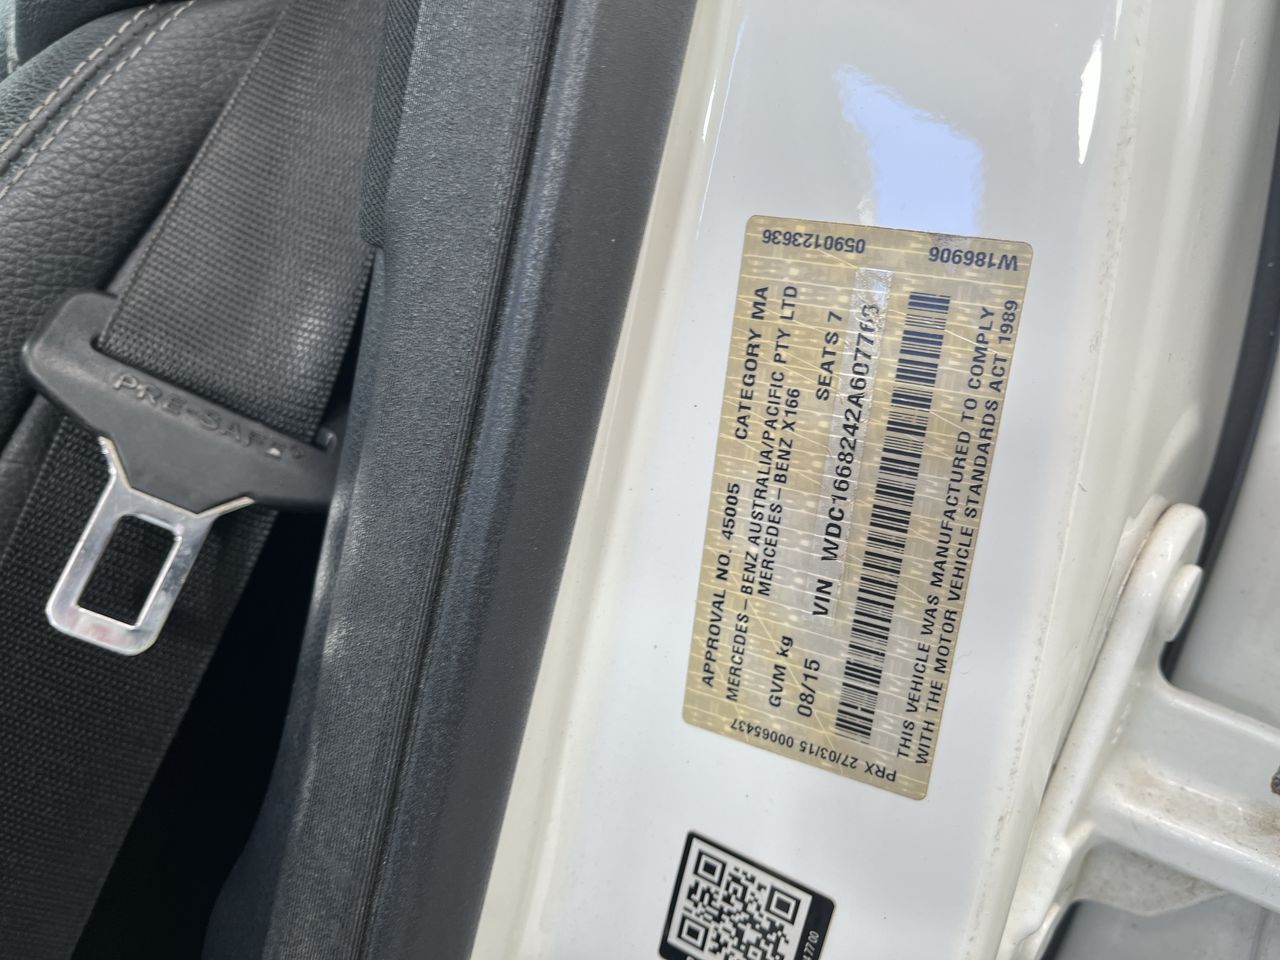 PRE-SAFE®
W186906
0590123636
APPROVAL NO. 45005 CATEGORY MA
MERCEDES-BENZ AUSTRALIA/PACIFIC PTY LTD
MERCEDES-BENZ X166
GVM kg SEATS 7
08/15
VIN
THIS VEHICLE WAS MANUFACTURED TO COMPLY
WITH THE MOTOR VEHICLE STANDARDS ACT 1989
PRX 27/03/15 00065437